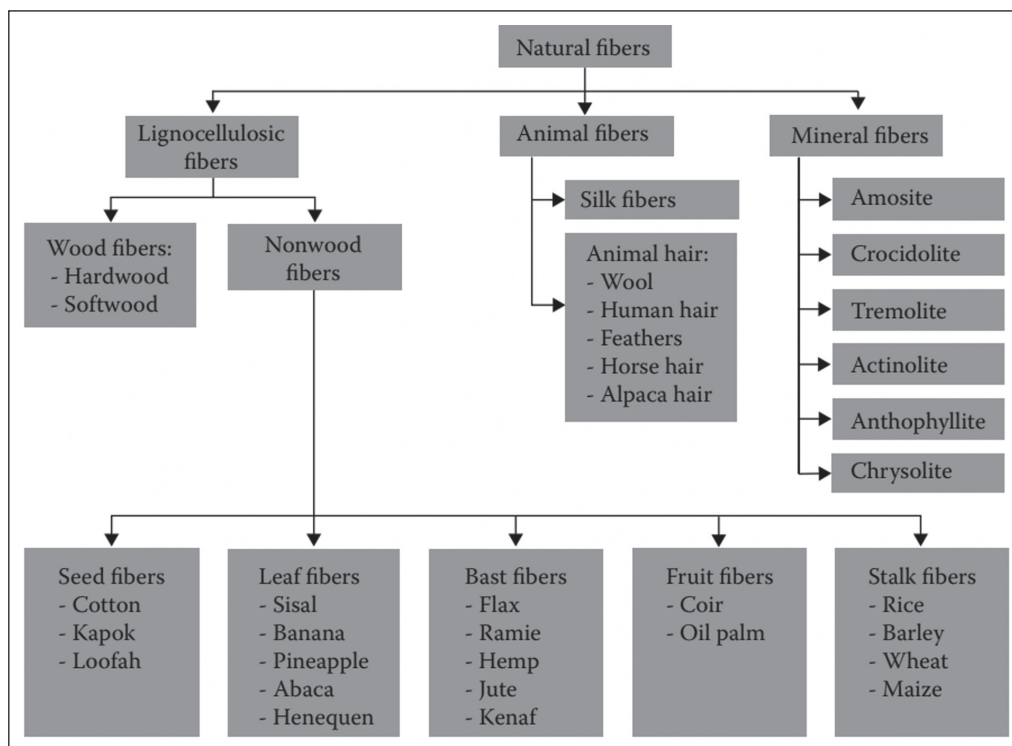 Natural fibers
Lignocellulosic
fibers
Animal fibers
Mineral fibers
Wood fibers:
- Hardwood
- Softwood
Nonwood
fibers
Silk fibers
Animal hair:
- Wool
- Human hair
- Feathers
- Horse hair
- Alpaca hair
Amosite
Crocidolite
Tremolite
Actinolite
Anthophyllite
Chrysolite
Seed fibers
- Cotton
- Kapok
- Loofah
Leaf fibers
- Sisal
- Banana
- Pineapple
- Abaca
- Henequen
Bast fibers
- Flax
- Ramie
- Hemp
- Jute
- Kenaf
Fruit fibers
- Coir
- Oil palm
Stalk fibers
- Rice
- Barley
- Wheat
- Maize